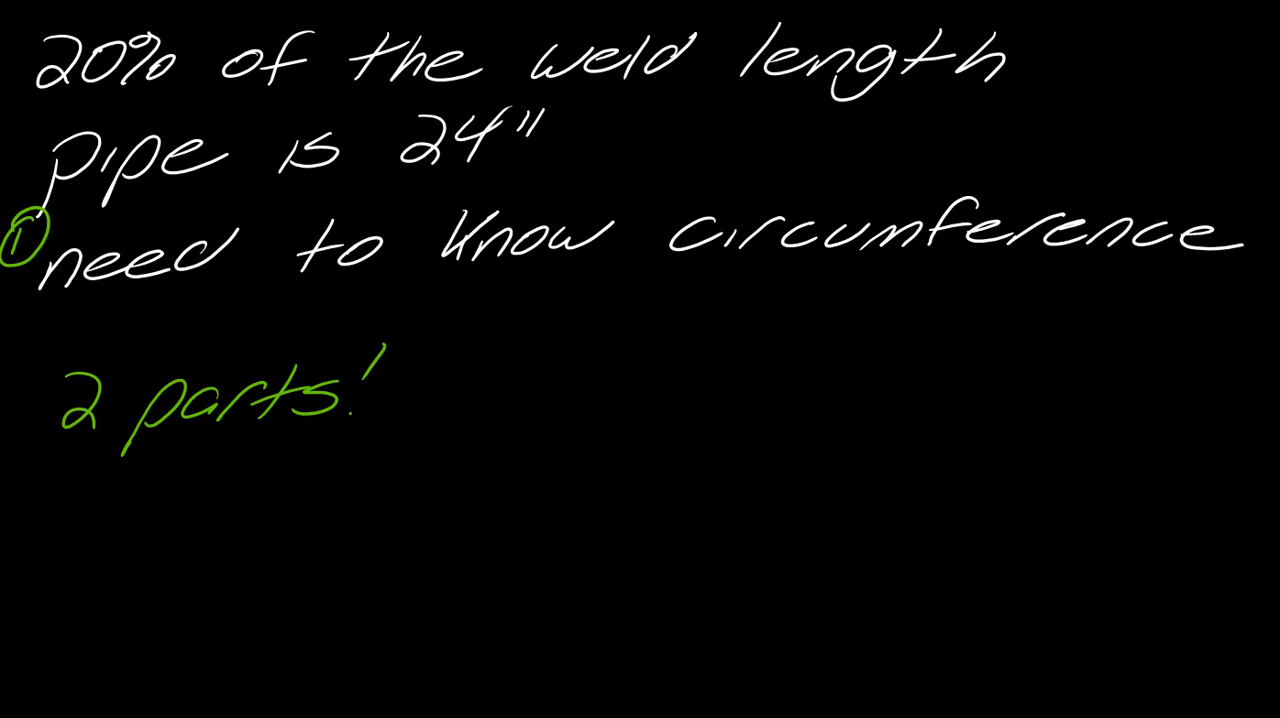 20% of the weld length
pipe is 24"
① need to know circumference
2 parts!